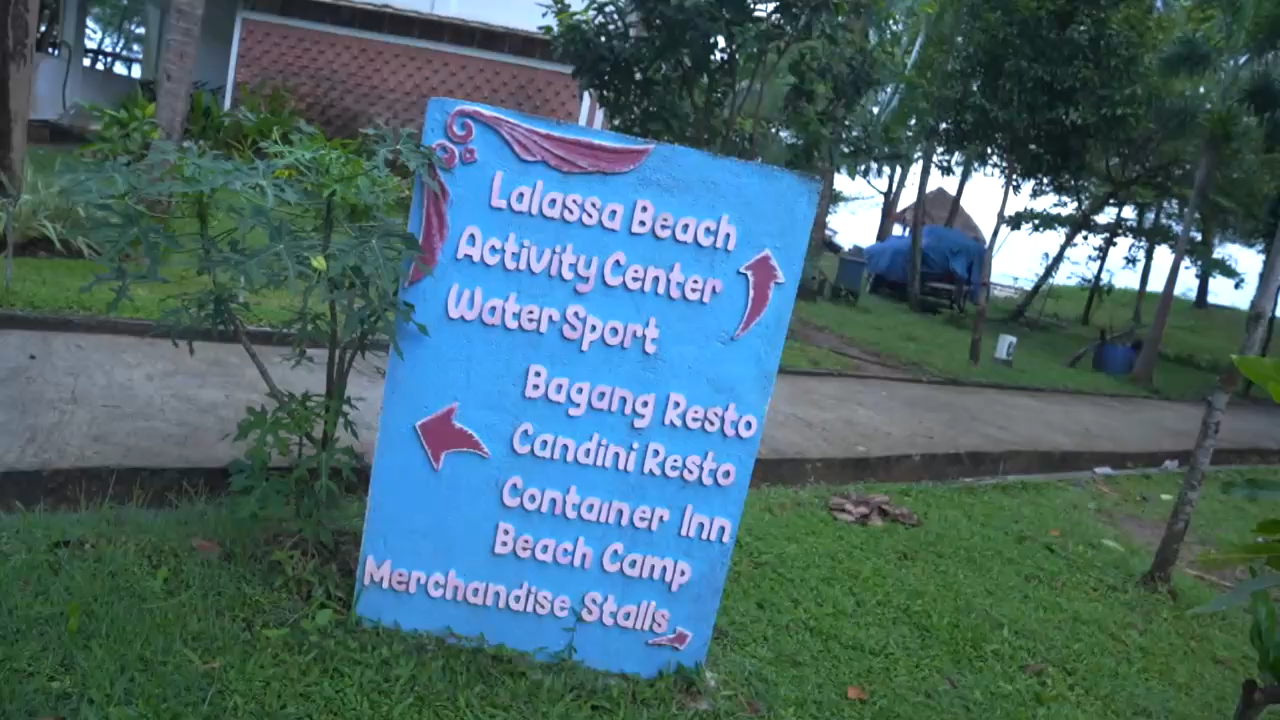 Lalassa Beach
Activity Center
Water Sport
Bagang Resto
Candini Resto
Container Inn
Beach Camp
Merchandise Stalls